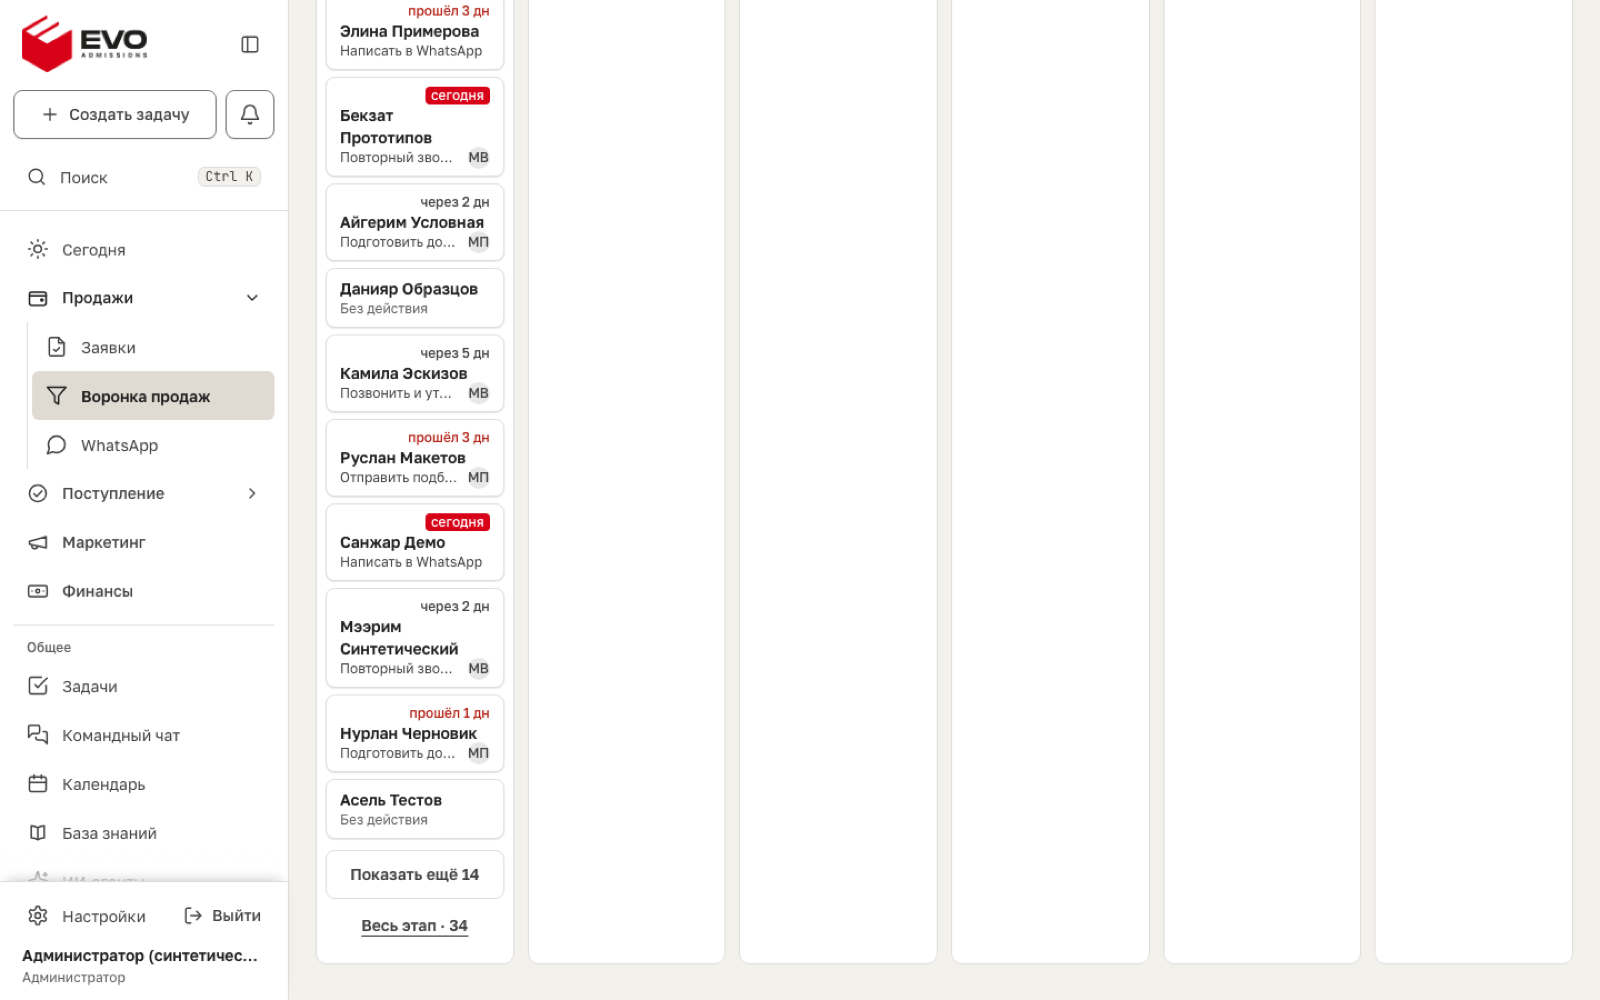 EVO
ADMISSIONS
Создать задачу
Поиск
Ctrl K
Сегодня
Продажи
Заявки
Воронка продаж
WhatsApp
Поступление
Маркетинг
Финансы
Общее
Задачи
Командный чат
Календарь
База знаний
Настройки
Выйти
Администратор (синтетичес...
Администратор
прошёл 3 дн
Элина Примерова
Написать в WhatsApp
сегодня
Бекзат
Прототипов
Повторный зво... МВ
через 2 дн
Айгерим Условная
Подготовить до... МП
Данияр Образцов
Без действия
через 5 дн
Камила Эскизов
Позвонить и ут... МВ
прошёл 3 дн
Руслан Макетов
Отправить подб... МП
сегодня
Санжар Демо
Написать в WhatsApp
через 2 дн
Мээрим
Синтетический
Повторный зво... МВ
прошёл 1 дн
Нурлан Черновик
Подготовить до... МП
Асель Тестов
Без действия
Показать ещё 14
Весь этап · 34